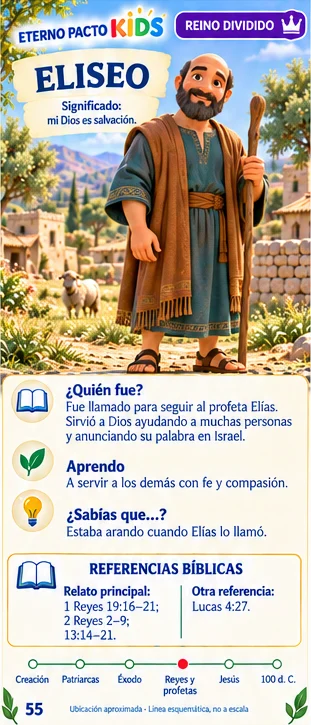 ETERNO PACTO KIDS
REINO DIVIDIDO
ELISEO
Significado:
mi Dios es salvación.
¿Quién fue?
Fue llamado para seguir al profeta Elías.
Sirvió a Dios ayudando a muchas personas
y anunciando su palabra en Israel.
Aprendo
A servir a los demás con fe y compasión.
¿Sabías que...?
Estaba arando cuando Elías lo llamó.
REFERENCIAS BÍBLICAS
Relato principal:
1 Reyes 19:16–21;
2 Reyes 2–9;
13:14–21.
Otra referencia:
Lucas 4:27.
Creación
Patriarcas
Éxodo
Reyes y
profetas
Jesús
100 d. C.
55
Ubicación aproximada - Línea esquemática, no a escala